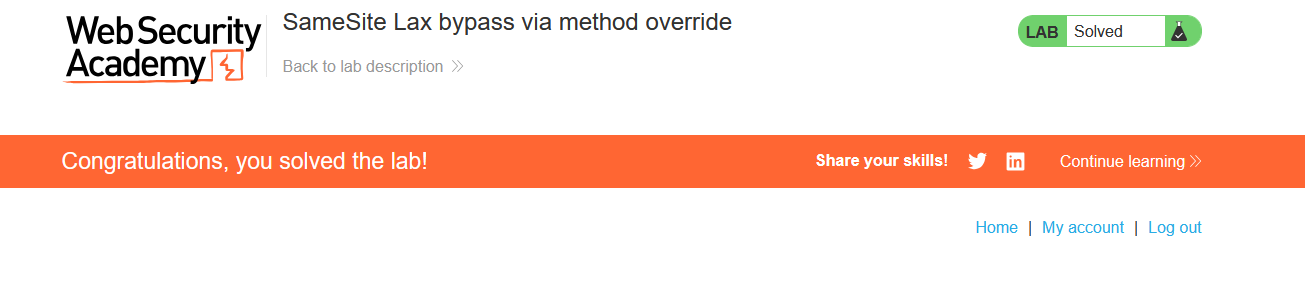 Web Security
Academy
SameSite Lax bypass via method override
Back to lab description
LAB Solved
Congratulations, you solved the lab!
Share your skills!
Continue learning
Home | My account | Log out